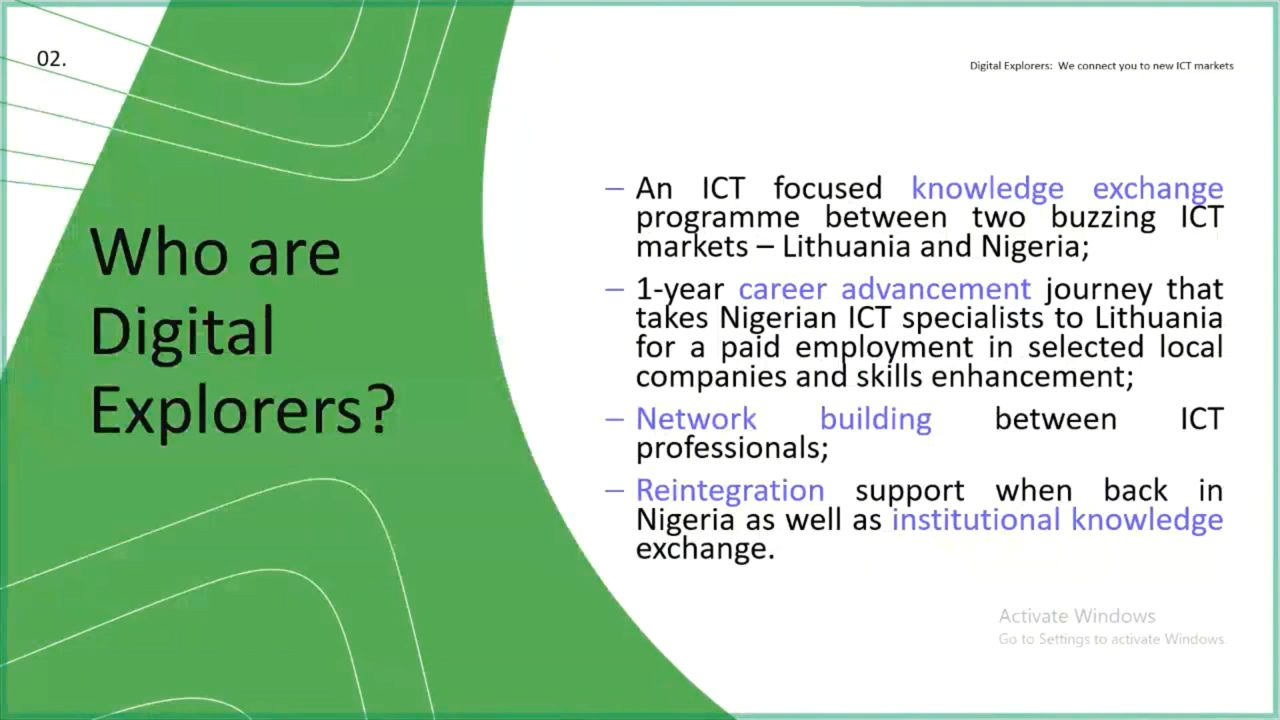 02.
Digital Explorers: We connect you to new ICT markets
Who are
Digital
Explorers?
– An ICT focused knowledge exchange
programme between two buzzing ICT
markets – Lithuania and Nigeria;
– 1-year career advancement journey that
takes Nigerian ICT specialists to Lithuania
for a paid employment in selected local
companies and skills enhancement;
– Network building between ICT
professionals;
– Reintegration support when back in
Nigeria as well as institutional knowledge
exchange.
Activate Windows
Go to Settings to activate Windows.